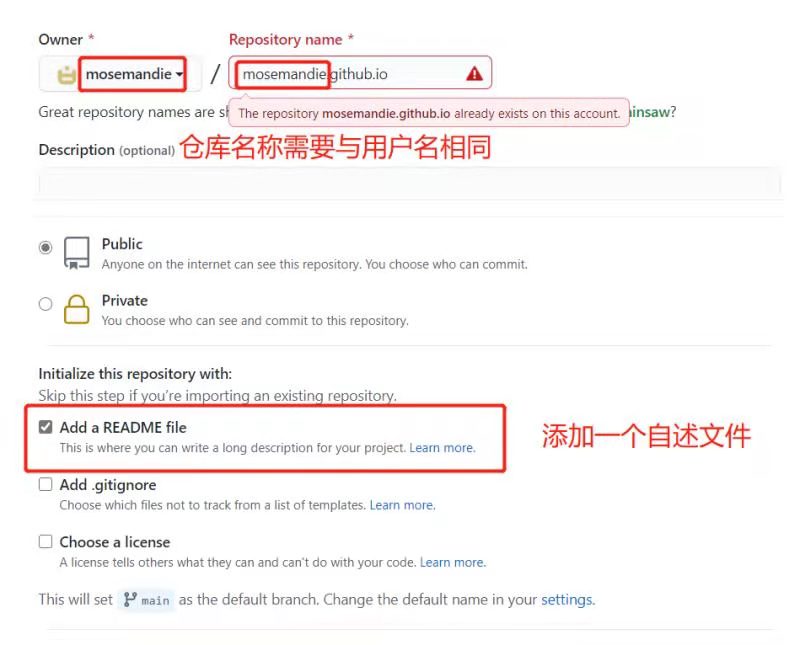 Owner * Repository name *
mosemandie / mosemandie.github.io
Great repository names are sh
The repository mosemandie.github.io already exists on this account.
ainsaw?
Description (optional) 仓库名称需要与用户名相同
Public
Anyone on the internet can see this repository. You choose who can commit.
Private
You choose who can see and commit to this repository.
Initialize this repository with:
Skip this step if you're importing an existing repository.
Add a README file
This is where you can write a long description for your project. Learn more.
添加一个自述文件
Add .gitignore
Choose which files not to track from a list of templates. Learn more.
Choose a license
A license tells others what they can and can't do with your code. Learn more.
This will set main as the default branch. Change the default name in your settings.